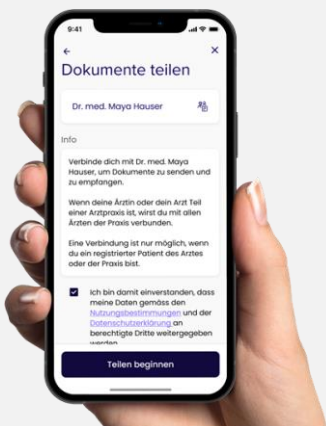 9:41
Dokumente teilen
Dr. med. Maya Hauser
Info
Verbinde dich mit Dr. med. Maya
Hauser, um Dokumente zu senden und
zu empfangen.
Wenn deine Ärztin oder dein Arzt Teil
einer Arztpraxis ist, wirst du mit allen
Ärzten der Praxis verbunden.
Eine Verbindung ist nur möglich, wenn
du ein registrierter Patient des Arztes
oder der Praxis bist.
Ich bin damit einverstanden, dass
meine Daten gemäss den
Nutzungsbestimmungen und der
Datenschutzerklärung an
berechtigte Dritte weitergegeben
werden
Teilen beginnen